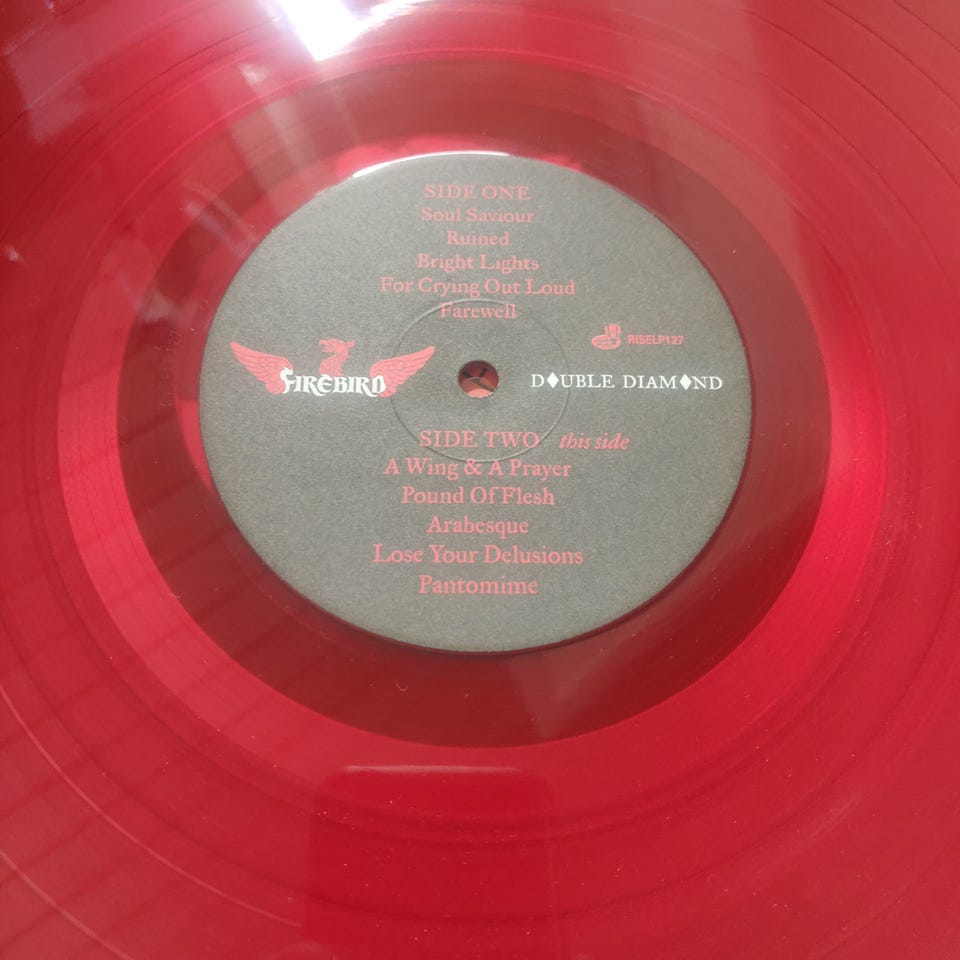 SIDE ONE
Soul Saviour
Ruined
Bright Lights
For Crying Out Loud
Farewell
RISELP127
FIREBIRD
D♦UBLE DIAM♦ND
SIDE TWO this side
A Wing & A Prayer
Pound Of Flesh
Arabesque
Lose Your Delusions
Pantomime